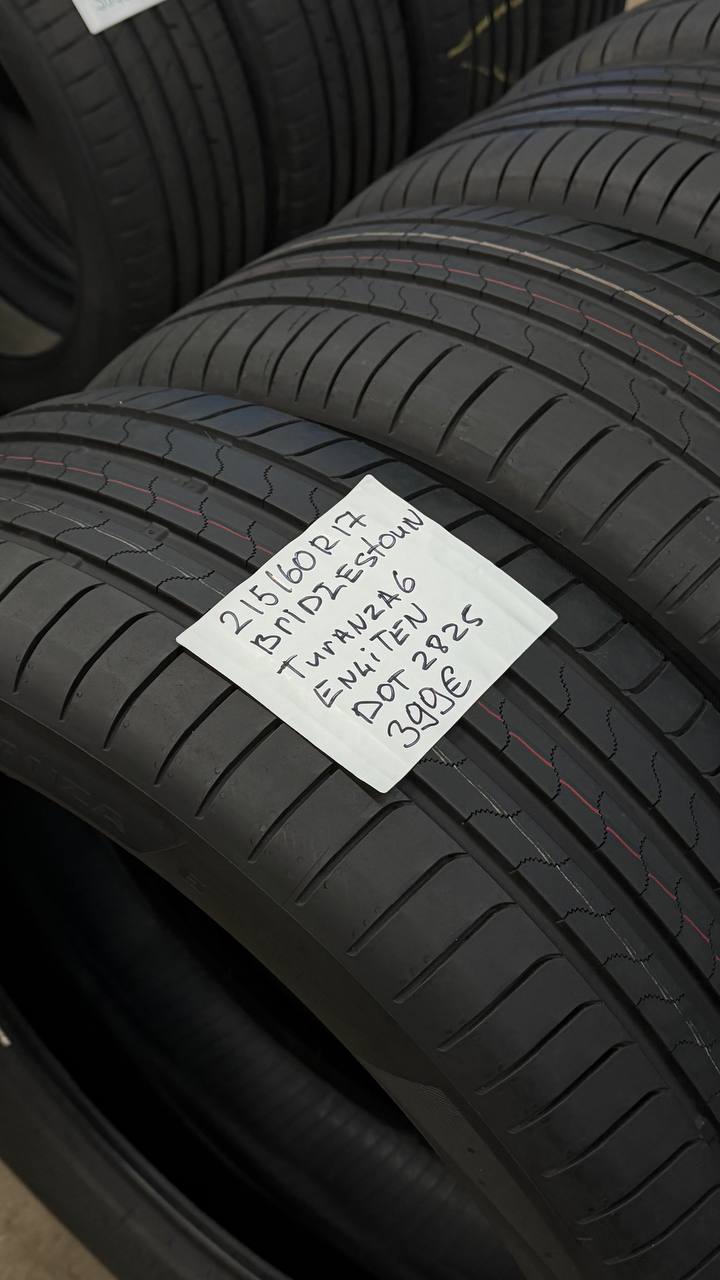 215/60R17
BRIDZESTOUN
TURANZA6
ENLITEN
DOT 2825
399€